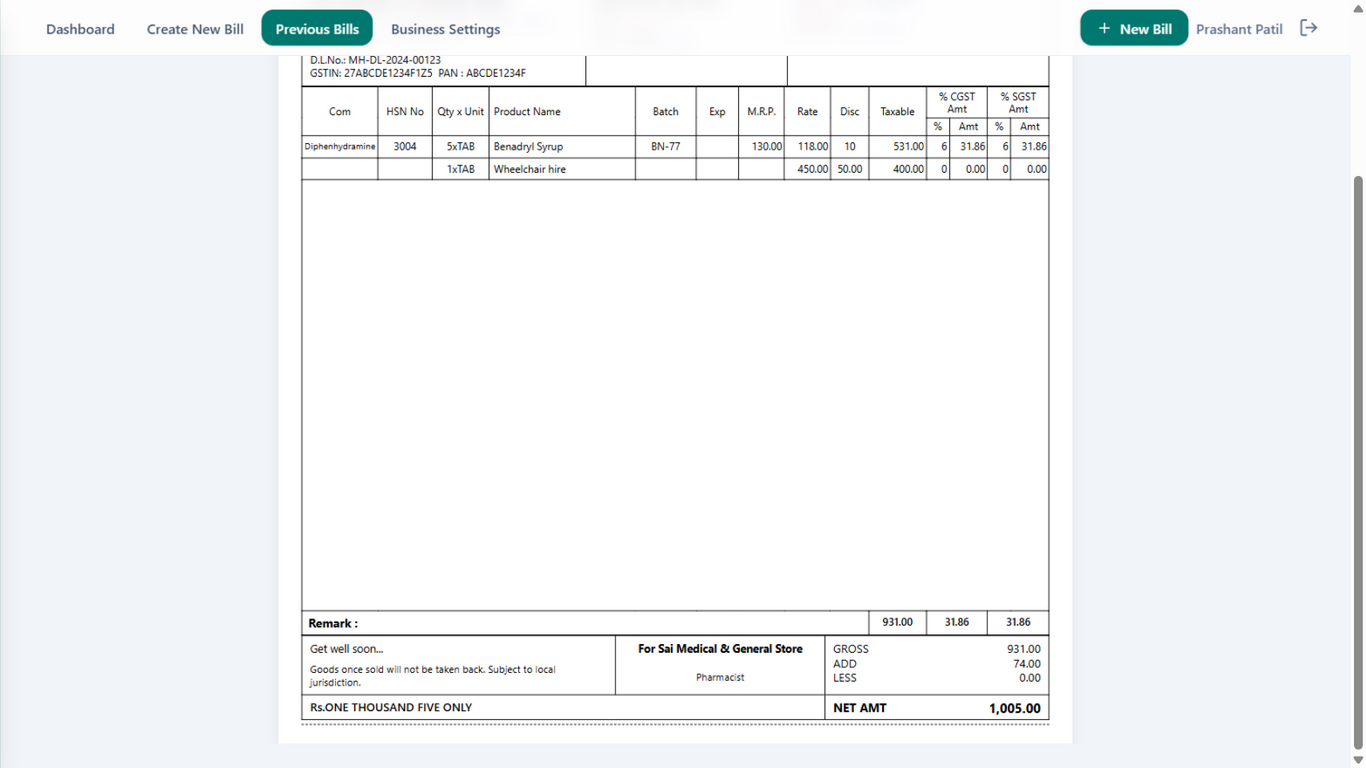 Dashboard Create New Bill Previous Bills Business Settings + New Bill Prashant Patil
D.L.No.: MH-DL-2024-00123
GSTIN: 27ABCDE1234F1Z5 PAN : ABCDE1234F
Com HSN No Qty x Unit Product Name Batch Exp M.R.P. Rate Disc Taxable % CGST Amt % SGST Amt
% Amt % Amt
Diphenhydramine 3004 5xTAB Benadryl Syrup BN-77 130.00 118.00 10 531.00 6 31.86 6 31.86
1xTAB Wheelchair hire 450.00 50.00 400.00 0 0.00 0 0.00
Remark : 931.00 31.86 31.86
Get well soon...
Goods once sold will not be taken back. Subject to local
jurisdiction.
For Sai Medical & General Store
Pharmacist
GROSS 931.00
ADD 74.00
LESS 0.00
Rs.ONE THOUSAND FIVE ONLY
NET AMT 1,005.00